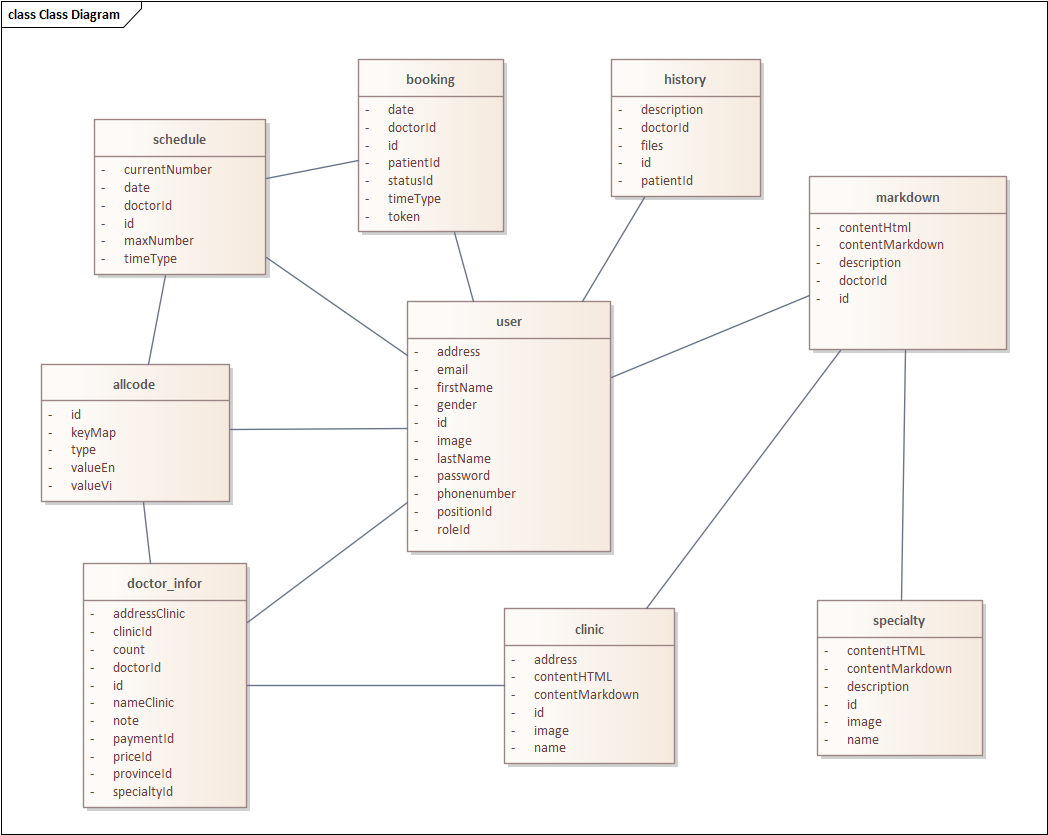 class Class Diagram
booking
- date
- doctorId
- id
- patientId
- statusId
- timeType
- token
history
- description
- doctorId
- files
- id
- patientId
schedule
- currentNumber
- date
- doctorId
- id
- maxNumber
- timeType
markdown
- contentHtml
- contentMarkdown
- description
- doctorId
- id
user
- address
- email
- firstName
- gender
- id
- image
- lastName
- password
- phonenumber
- positionId
- roleId
allcode
- id
- keyMap
- type
- valueEn
- valueVi
doctor_infor
- addressClinic
- clinicId
- count
- doctorId
- id
- nameClinic
- note
- paymentId
- priceId
- provinceId
- specialtyId
clinic
- address
- contentHTML
- contentMarkdown
- id
- image
- name
specialty
- contentHTML
- contentMarkdown
- description
- id
- image
- name